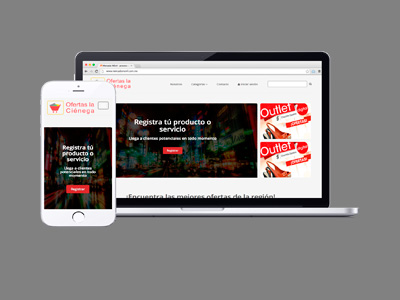 Ofertas la
Ciénega
Contacto
Registra tú producto o
servicio
Llega a clientes potenciales en todo momento
Registrar
Outlet
Outlet
¡Encuentra las mejores ofertas de la región!
Ofertas la
Ciénega
Registra tú
producto o
servicio
Llega a clientes
potenciales en todo
momento
Registrar